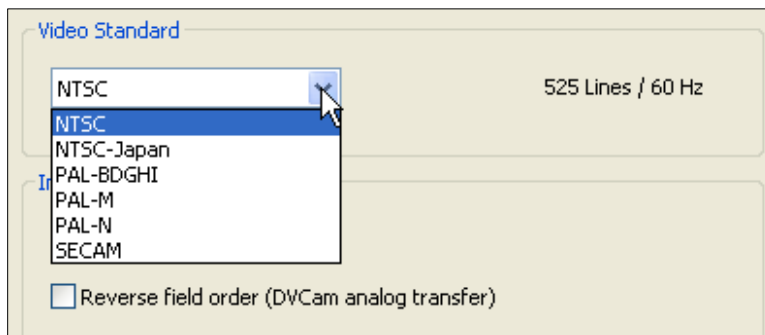 Video Standard
NTSC
525 Lines / 60 Hz
NTSC
NTSC-Japan
PAL-BDGHI
PAL-M
PAL-N
SECAM
Reverse field order (DVCam analog transfer)